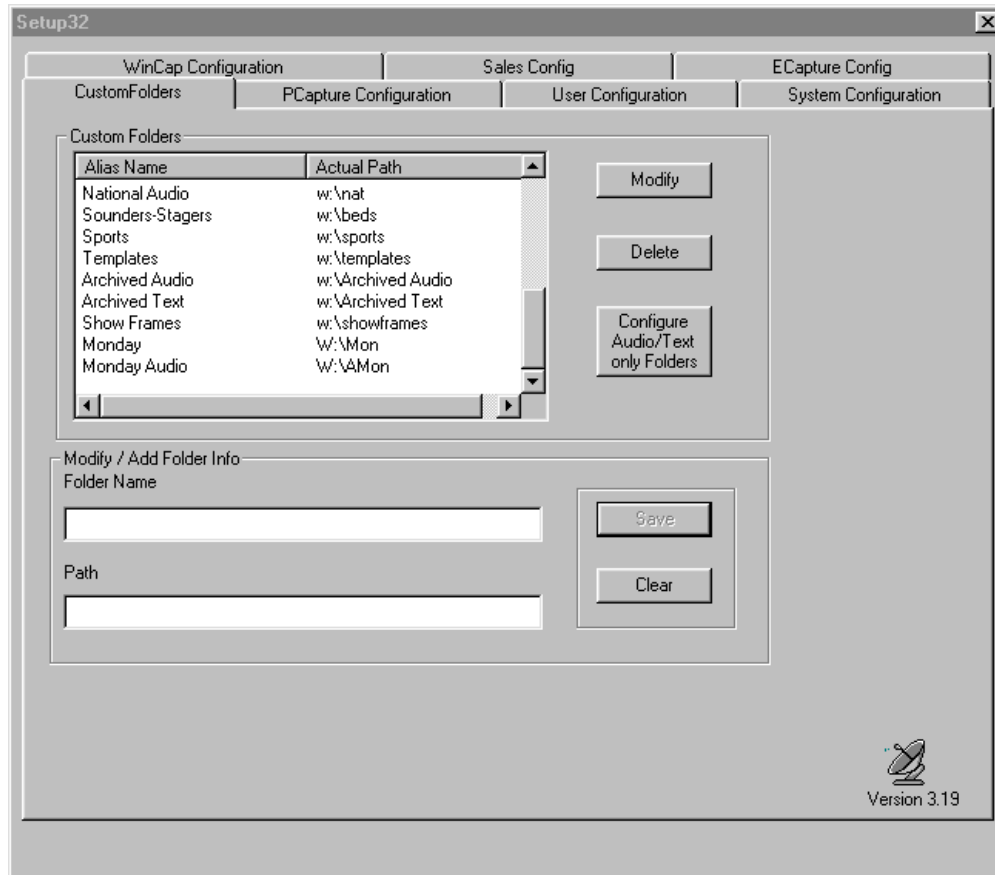 Setup32
WinCap Configuration Sales Config ECapture Config
CustomFolders PCapture Configuration User Configuration System Configuration
Custom Folders
Alias Name Actual Path
National Audio w:\nat
Sounders-Stagers w:\beds
Sports w:\sports
Templates w:\templates
Archived Audio w:\Archived Audio
Archived Text w:\Archived Text
Show Frames w:\showframes
Monday W:\Mon
Monday Audio W:\AMon
Modify
Delete
Configure
Audio/Text
only Folders
Modify / Add Folder Info
Folder Name
Save
Path
Clear
Version 3.19